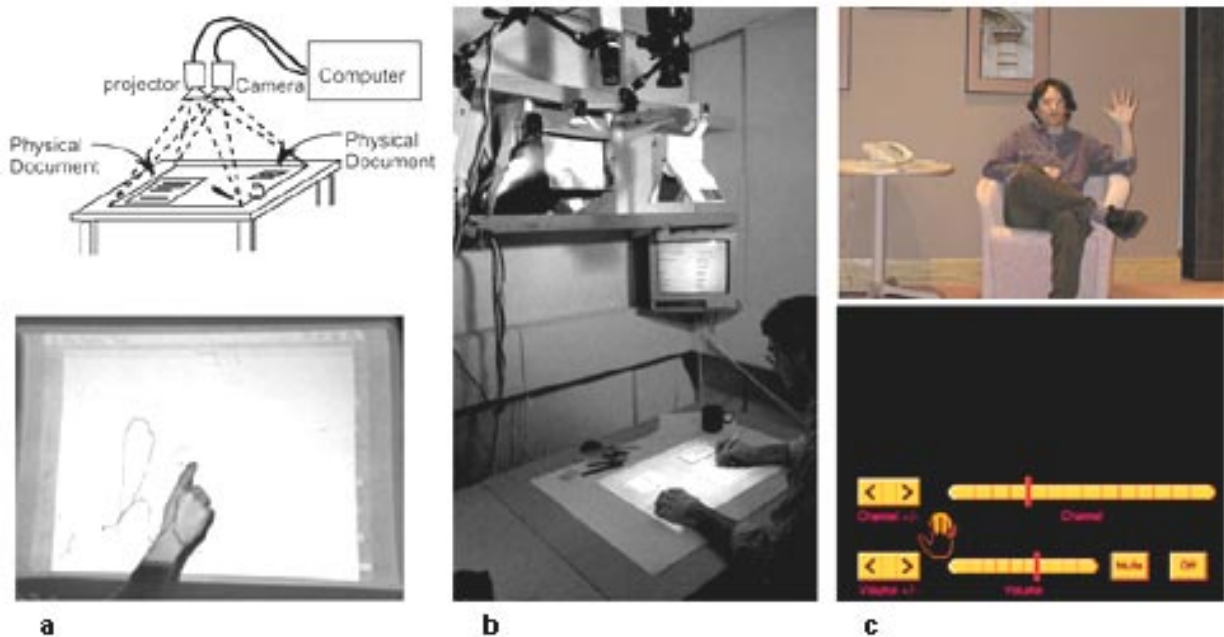 projector
Camera
Computer
Physical
Document
Physical
Document
Channel +/-
Channel
Volume +/-
Volume
Mute
Off
a
b
c